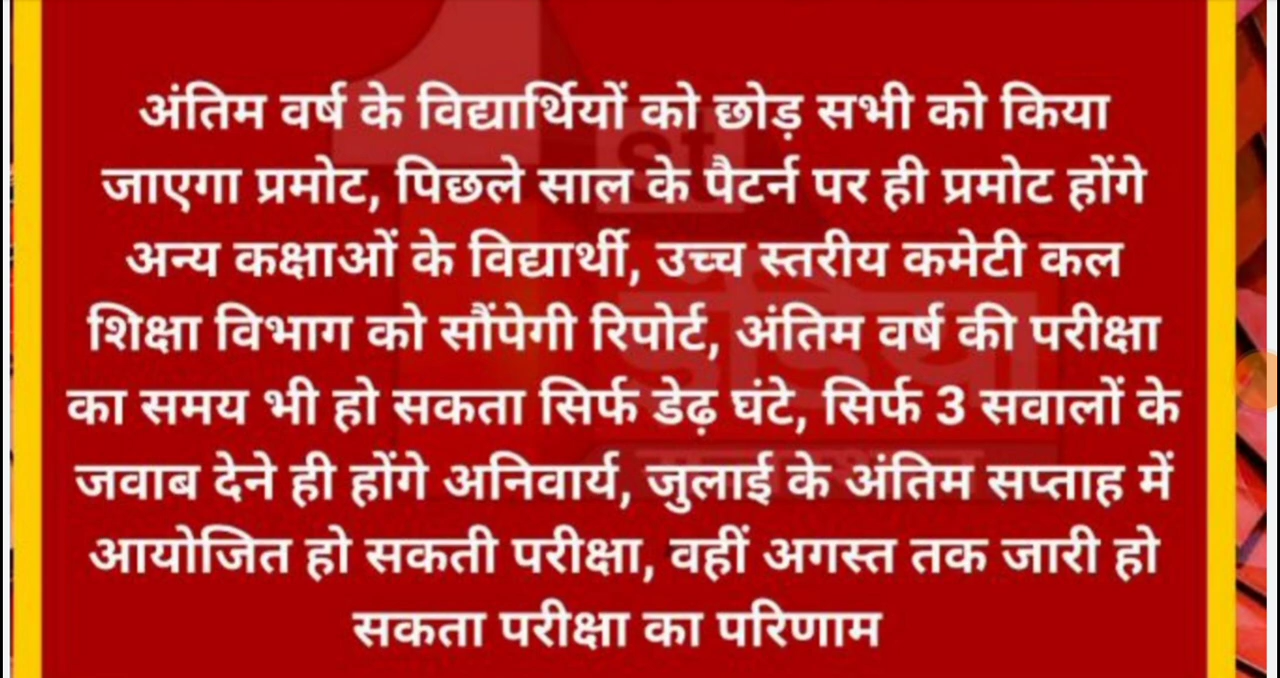 अंतिम वर्ष के विद्यार्थियों को छोड़ सभी को किया
जाएगा प्रमोट, पिछले साल के पैटर्न पर ही प्रमोट होंगे
अन्य कक्षाओं के विद्यार्थी, उच्च स्तरीय कमेटी कल
शिक्षा विभाग को सौंपेगी रिपोर्ट, अंतिम वर्ष की परीक्षा
का समय भी हो सकता सिर्फ डेढ़ घंटे, सिर्फ 3 सवालों के
जवाब देने ही होंगे अनिवार्य, जुलाई के अंतिम सप्ताह में
आयोजित हो सकती परीक्षा, वहीं अगस्त तक जारी हो
सकता परीक्षा का परिणाम
1st
इंडिया